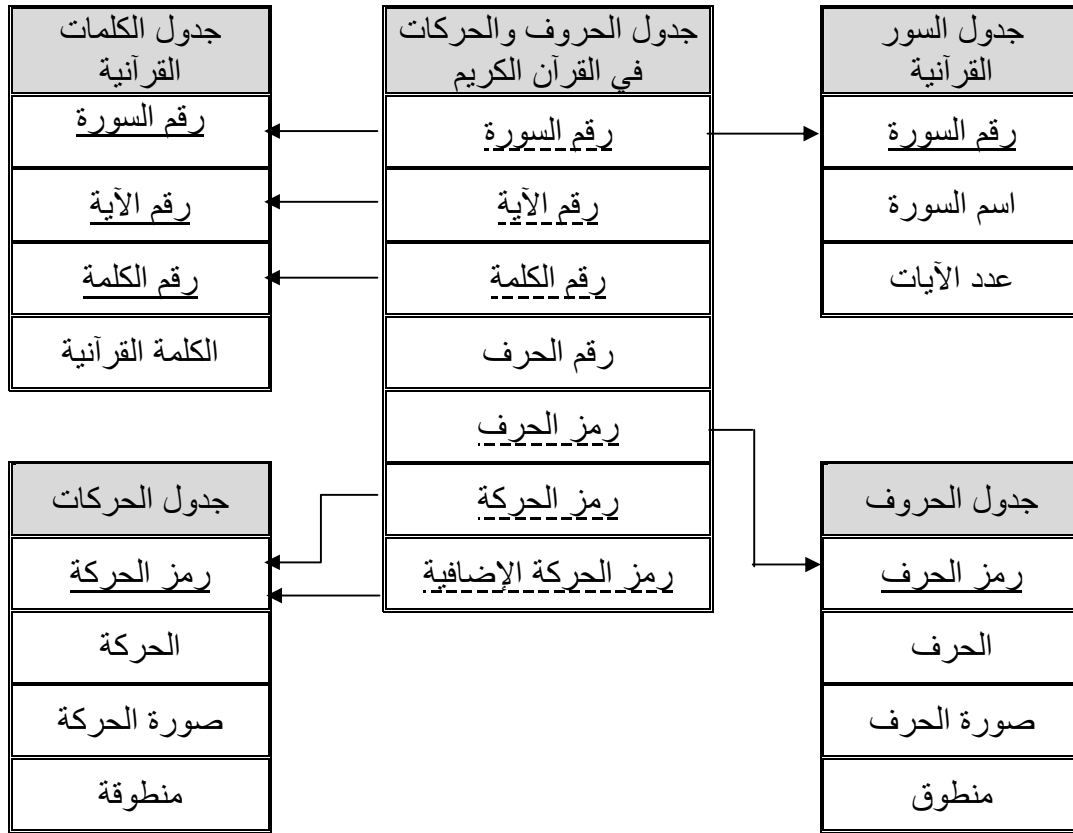 جدول السور
القرآنية
رقم السورة
اسم السورة
عدد الآيات
جدول الحروف والحركات
في القرآن الكريم
رقم السورة
رقم الآية
رقم الكلمة
رقم الحرف
رمز الحرف
رمز الحركة
رمز الحركة الإضافية
جدول الكلمات
القرآنية
رقم السورة
رقم الآية
رقم الكلمة
الكلمة القرآنية
جدول الحروف
رمز الحرف
الحرف
صورة الحرف
منطوق
جدول الحركات
رمز الحركة
الحركة
صورة الحركة
منطوقة